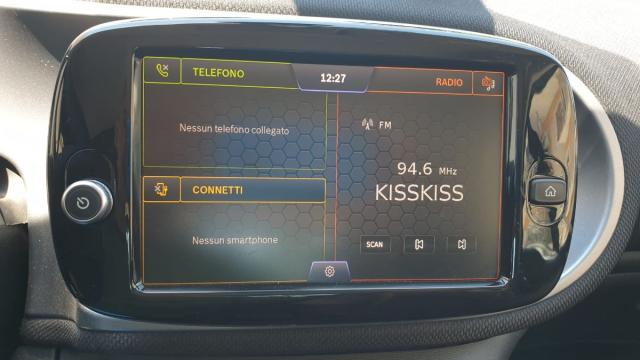 TELEFONO
12:27
RADIO
Nessun telefono collegato
FM
94.6 MHz
KISSKISS
CONNETTI
Nessun smartphone
SCAN